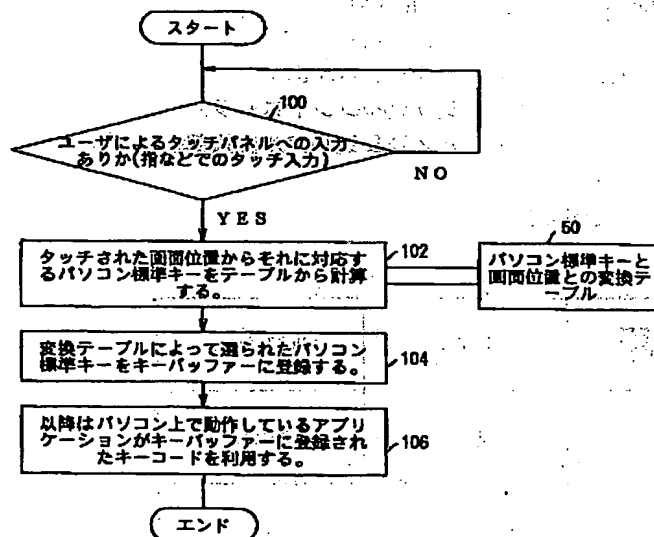 スタート
100
ユーザによるタッチパネルへの入力
ありか(指などでのタッチ入力)
NO
YES
50
102
タッチされた画面位置からそれに対応す
るパソコン標準キーをテーブルから計算
する。
パソコン標準キーと
画面位置との変換テ
ーブル
変換テーブルによって選られたパソコン
標準キーをキーバッファーに登録する。
104
以降はパソコン上で動作しているアプリ
ケーションがキーバッファーに登録され
たキーコードを利用する。
106
エンド